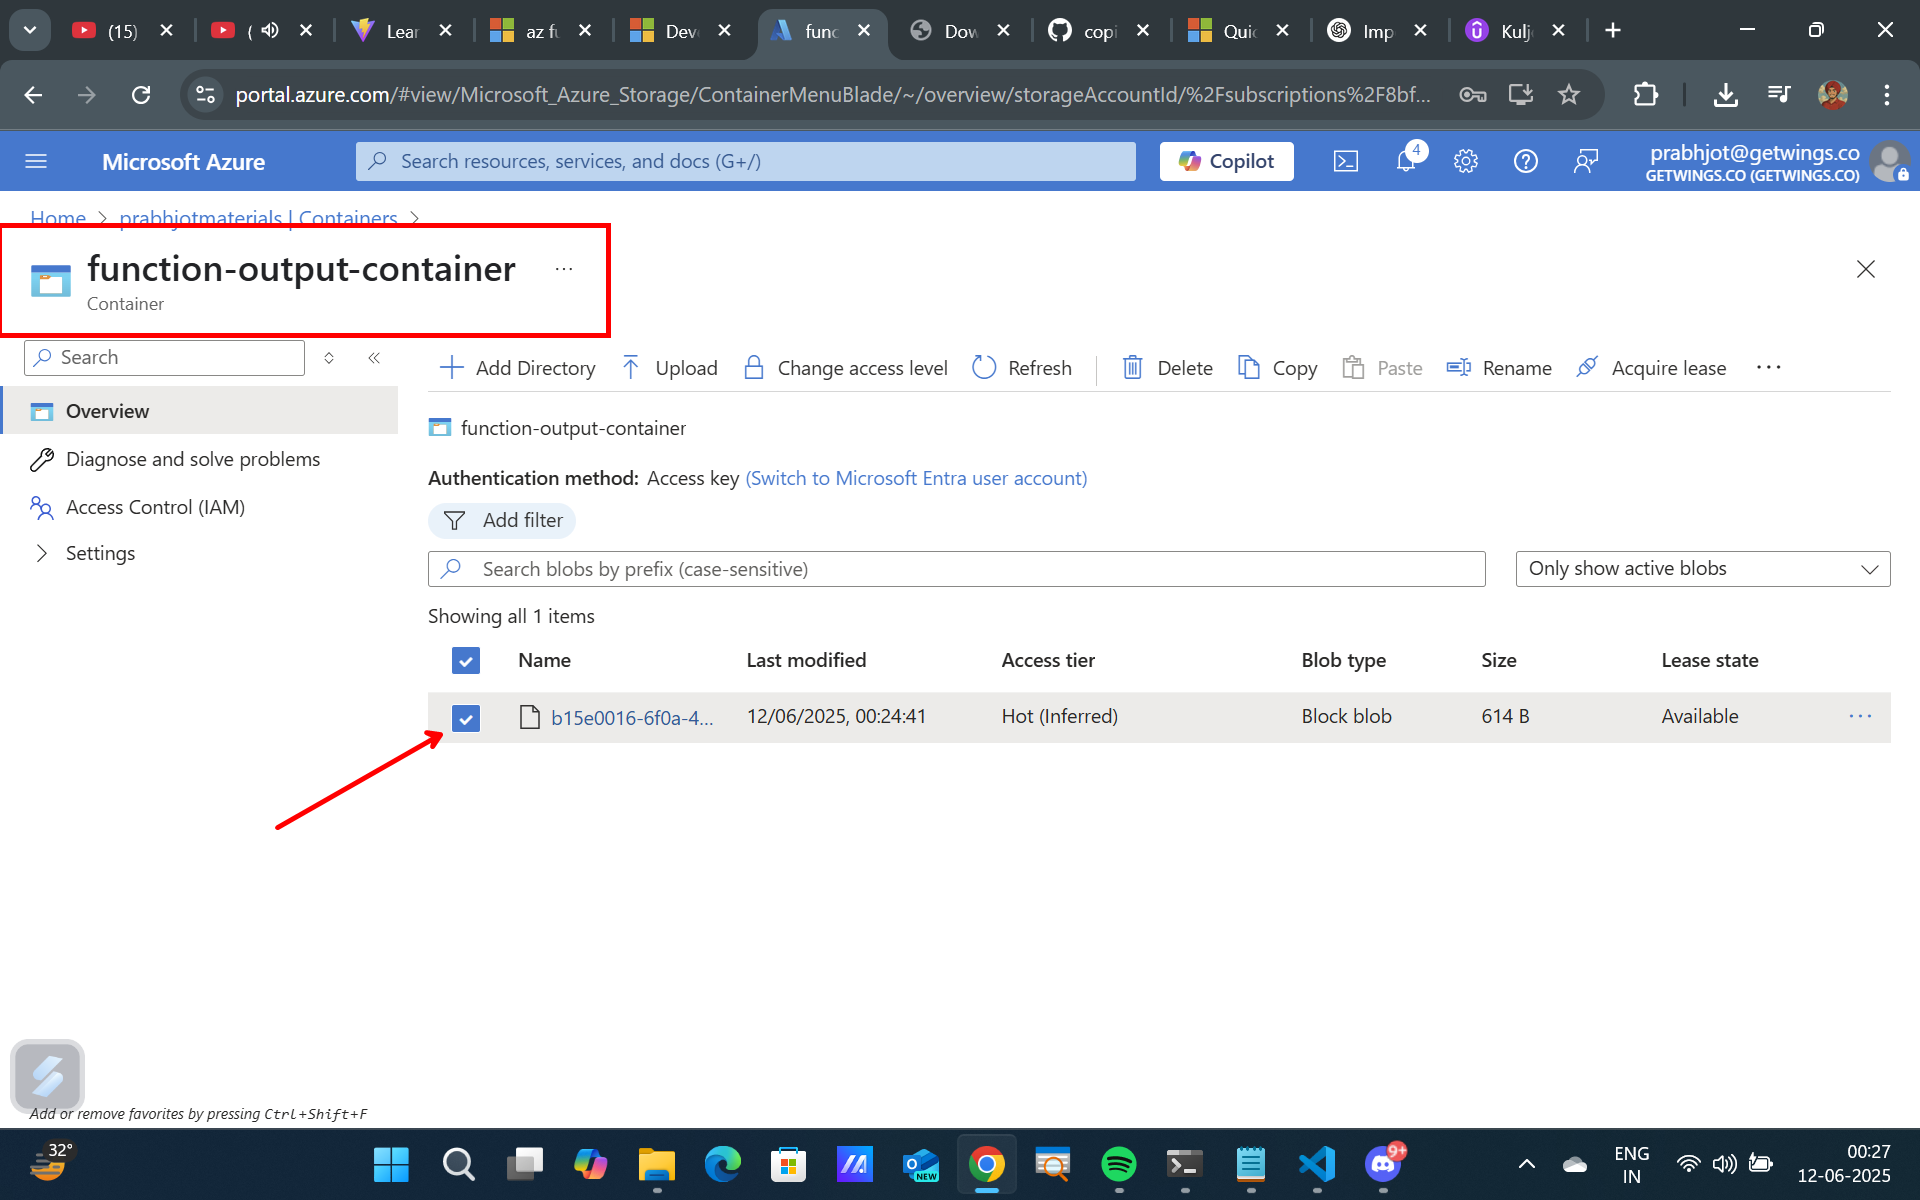 (15)
(
Lear
az fu
Deve
func
Dow
copi
Quic
Imp
Kulje
portal.azure.com/#view/Microsoft_Azure_Storage/ContainerMenuBlade/~/overview/storageAccountId/%2Fsubscriptions%2F8bf...
Microsoft Azure
Search resources, services, and docs (G+/)
Copilot
4
prabhjot@getwings.co
GETWINGS.CO (GETWINGS.CO)
Home > prabhjotmaterials | Containers >
function-output-container ...
Container
Search
Add Directory Upload Change access level Refresh Delete Copy Paste Rename Acquire lease ...
Overview
Diagnose and solve problems
Access Control (IAM)
Settings
function-output-container
Authentication method: Access key (Switch to Microsoft Entra user account)
Add filter
Search blobs by prefix (case-sensitive)
Only show active blobs
Showing all 1 items
Name Last modified Access tier Blob type Size Lease state
b15e0016-6f0a-4... 12/06/2025, 00:24:41 Hot (Inferred) Block blob 614 B Available ...
Add or remove favorites by pressing Ctrl+Shift+F
32°
NEW
9+
ENG
IN
00:27
12-06-2025